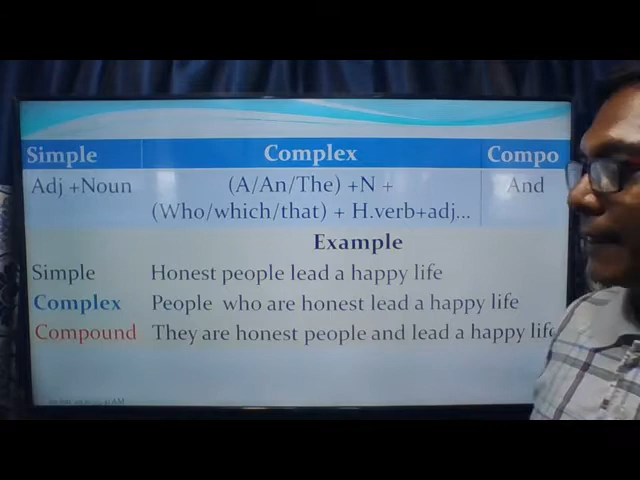 Simple Complex Compo
Adj +Noun (A/An/The) +N + And
(Who/which/that) + H.verb+adj...
Example
Simple Honest people lead a happy life
Complex People who are honest lead a happy life
Compound They are honest people and lead a happy life